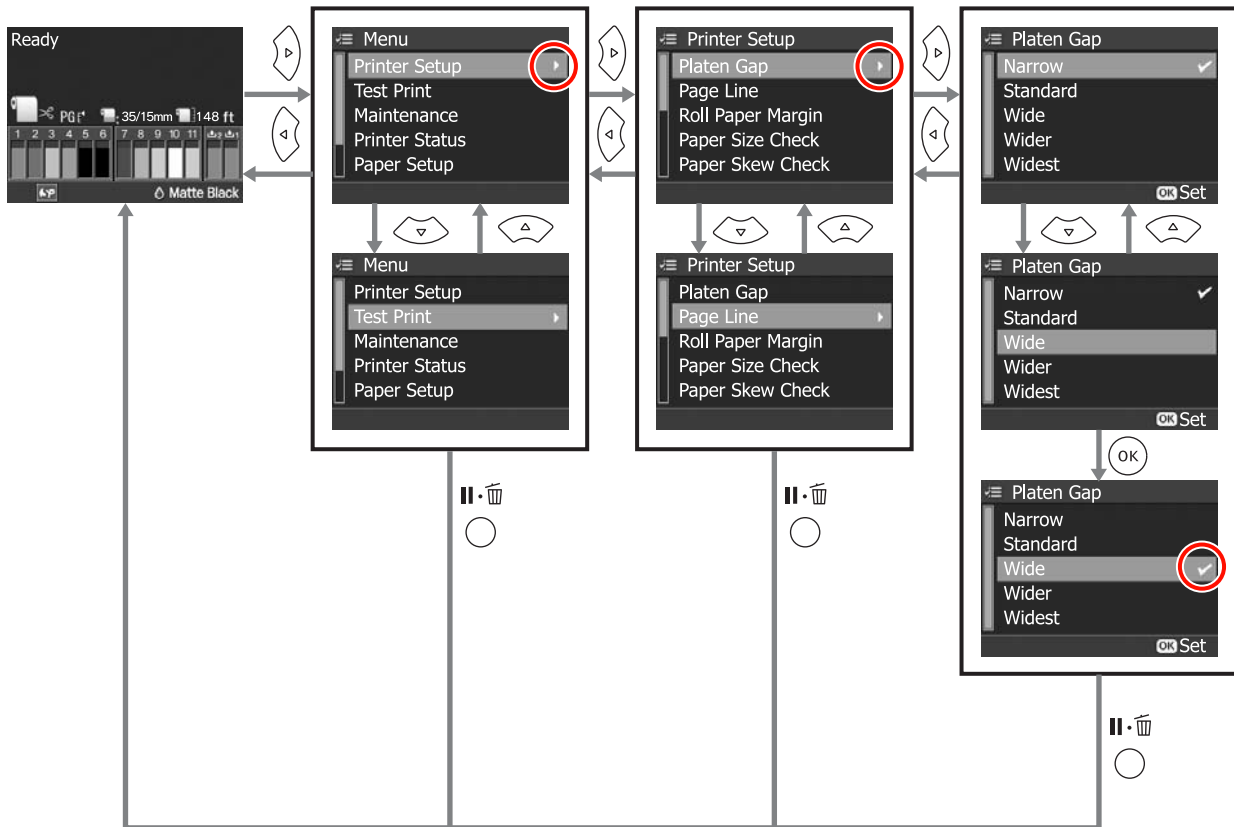 Ready
PGE
35/15mm 148 ft
1 2 3 4 5 6 7 8 9 10 11 2 1
Matte Black
Menu
Printer Setup
Test Print
Maintenance
Printer Status
Paper Setup
Menu
Printer Setup
Test Print
Maintenance
Printer Status
Paper Setup
Printer Setup
Platen Gap
Page Line
Roll Paper Margin
Paper Size Check
Paper Skew Check
Printer Setup
Platen Gap
Page Line
Roll Paper Margin
Paper Size Check
Paper Skew Check
Platen Gap
Narrow
Standard
Wide
Wider
Widest
OK Set
Platen Gap
Narrow
Standard
Wide
Wider
Widest
OK Set
OK
Platen Gap
Narrow
Standard
Wide
Wider
Widest
OK Set